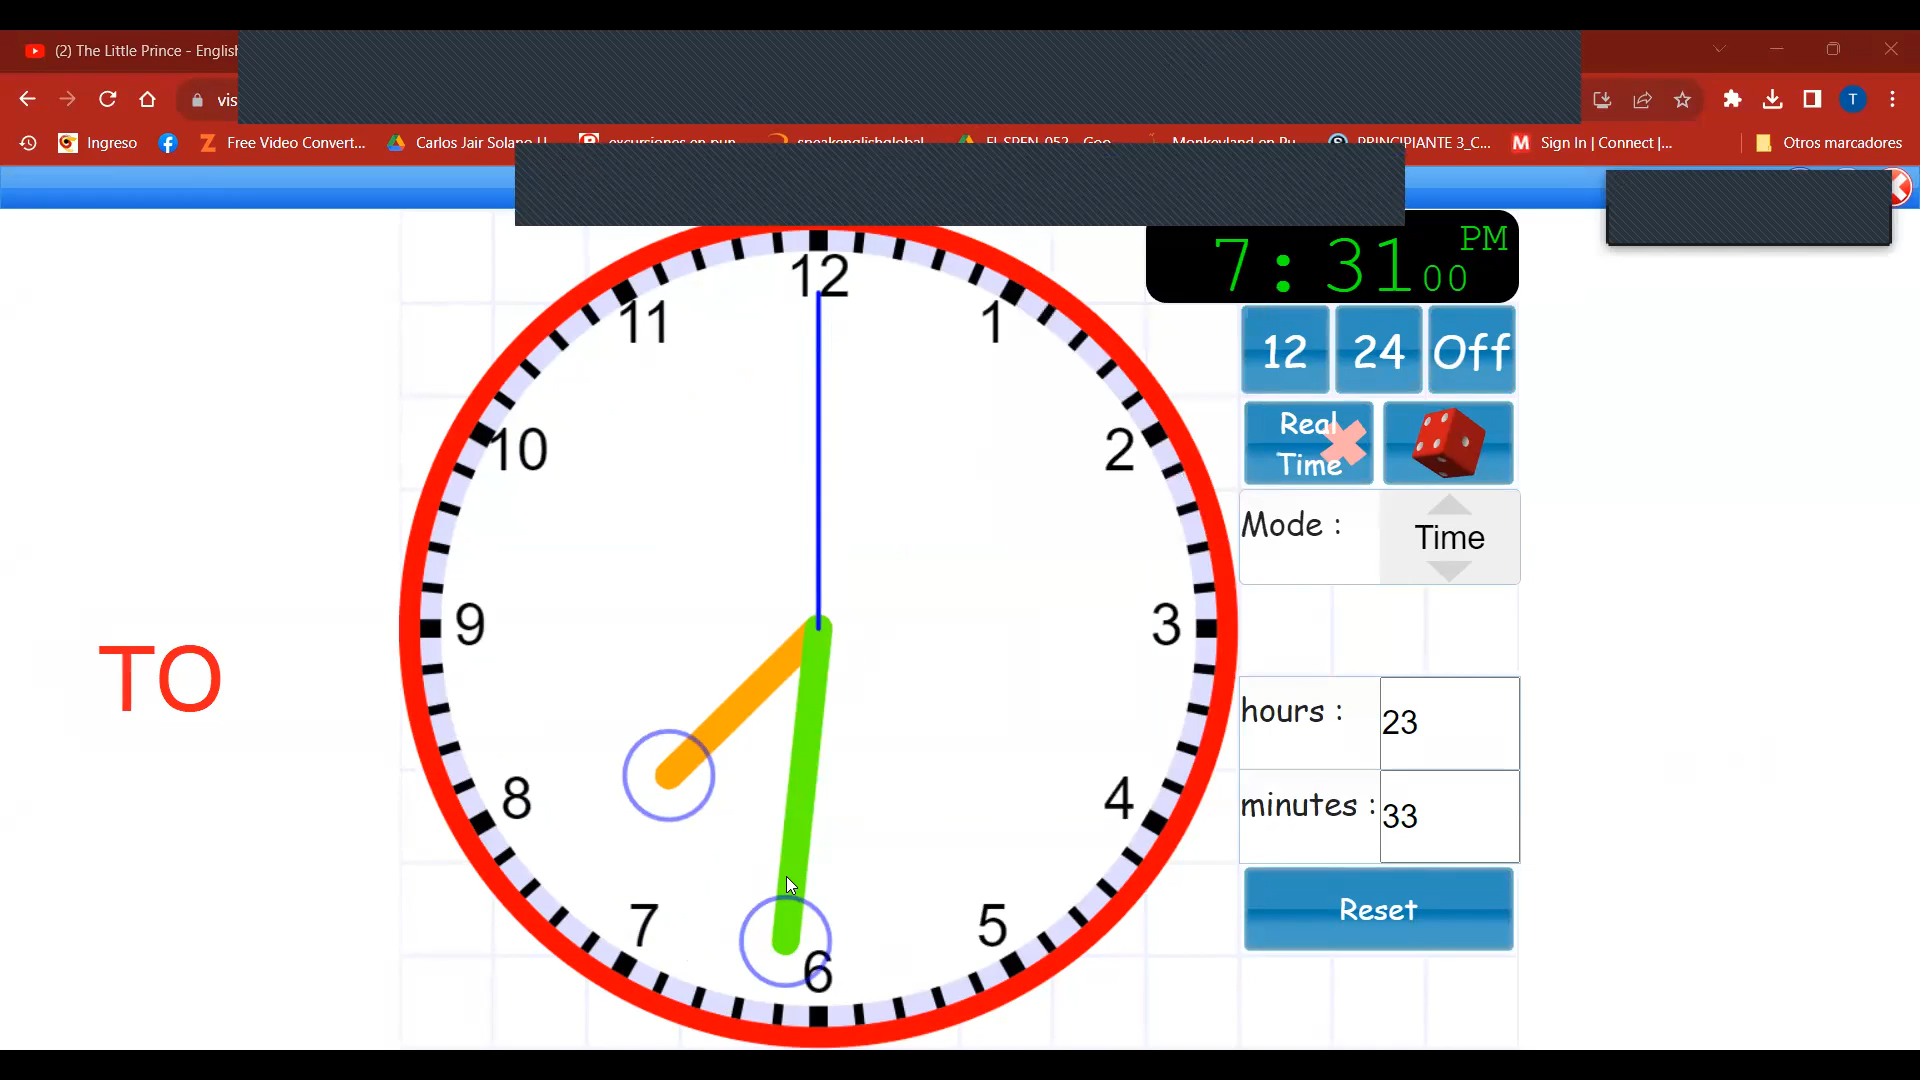 (2) The Little Prince - English
vis
T
Ingreso
Free Video Convert...
Carlos Jair Solano
PRINCIPIANTE 3_C...
Sign In | Connect |...
Otros marcadores
7:31 00 PM
12 24 Off
Real
Time
Mode :
Time
hours :
23
minutes :
33
Reset
TO
12
1
2
3
4
5
6
7
8
9
10
11